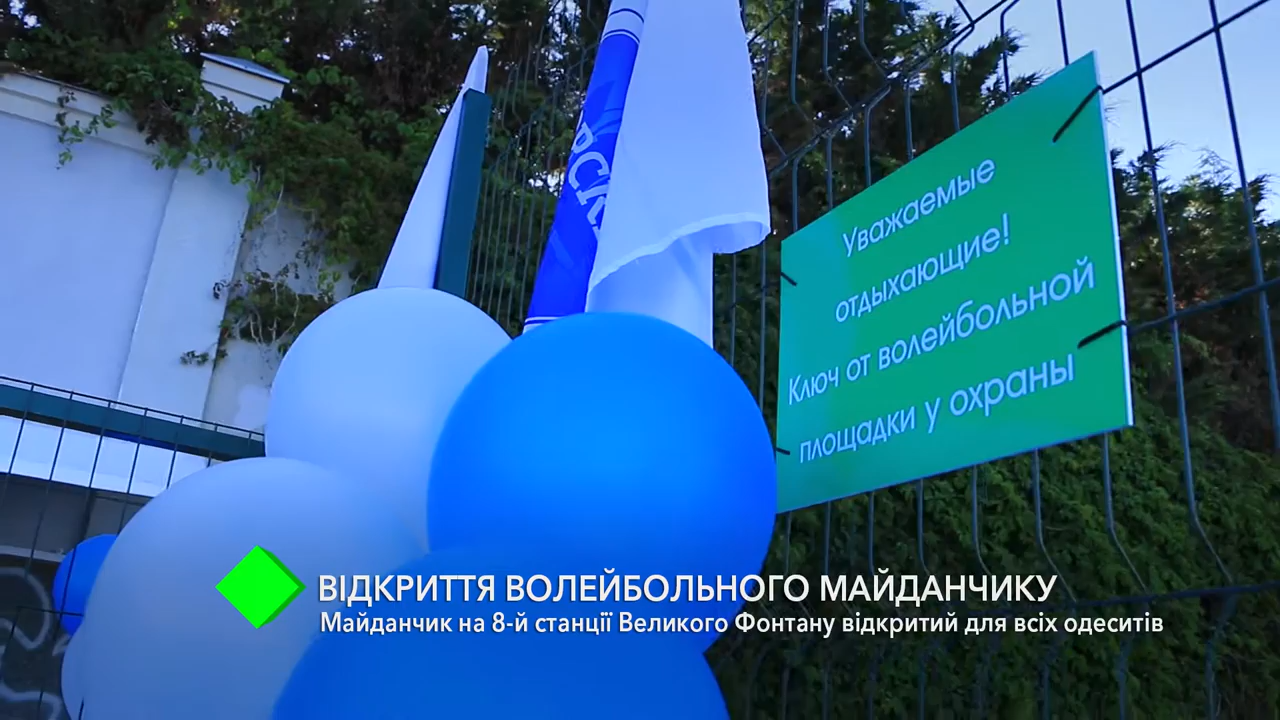 Уважаемые
отдыхающие!
Ключ от волейбольной
площадки у охраны
ВІДКРИТТЯ ВОЛЕЙБОЛЬНОГО МАЙДАНЧИКУ
Майданчик на 8-й станції Великого Фонтану відкритий для всіх одеситів